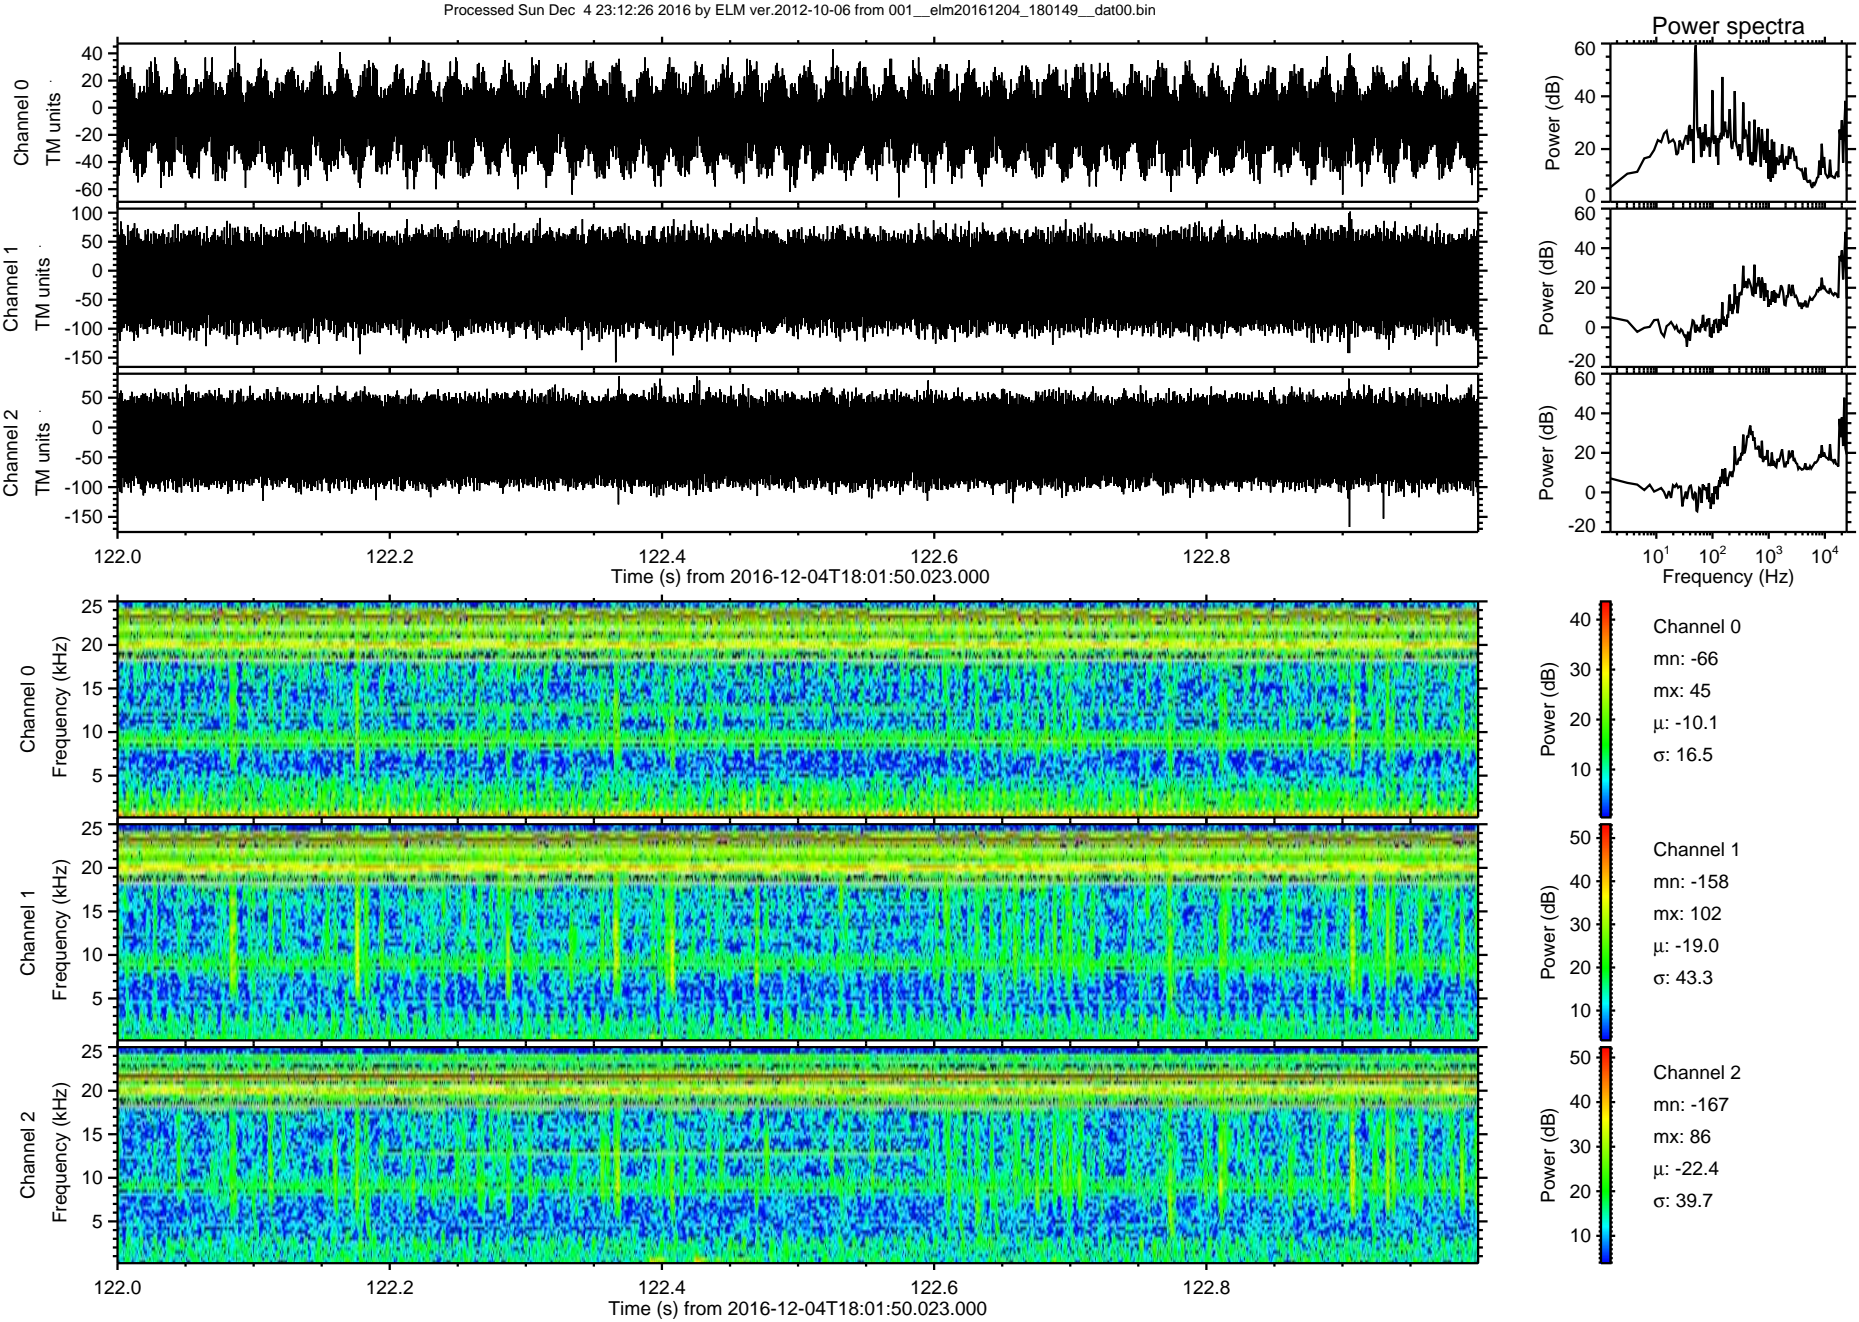 Processed Sun Dec  4 23:12:26 2016 by ELM ver.2012-10-06 from 001__elm20161204_180149__dat00.bin
Power spectra
Channel 0
TM units
40
20
0
-20
-40
-60
Power (dB)
60
40
20
0
Channel 1
TM units
100
50
0
-50
-100
-150
Power (dB)
60
40
20
0
-20
Channel 2
TM units
50
0
-50
-100
-150
Power (dB)
60
40
20
0
-20
122.0 122.2 122.4 122.6 122.8
Time (s) from 2016-12-04T18:01:50.023.000
10^1 10^2 10^3 10^4
Frequency (Hz)
Channel 0
Frequency (kHz)
25
20
15
10
5
Power (dB)
40
30
20
10
Channel 0
mn: -66
mx: 45
μ: -10.1
σ: 16.5
Channel 1
Frequency (kHz)
25
20
15
10
5
Power (dB)
50
40
30
20
10
Channel 1
mn: -158
mx: 102
μ: -19.0
σ: 43.3
Channel 2
Frequency (kHz)
25
20
15
10
5
Power (dB)
50
40
30
20
10
Channel 2
mn: -167
mx: 86
μ: -22.4
σ: 39.7
122.0 122.2 122.4 122.6 122.8
Time (s) from 2016-12-04T18:01:50.023.000